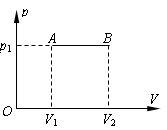 p
p₁ A B
O V₁ V₂ V